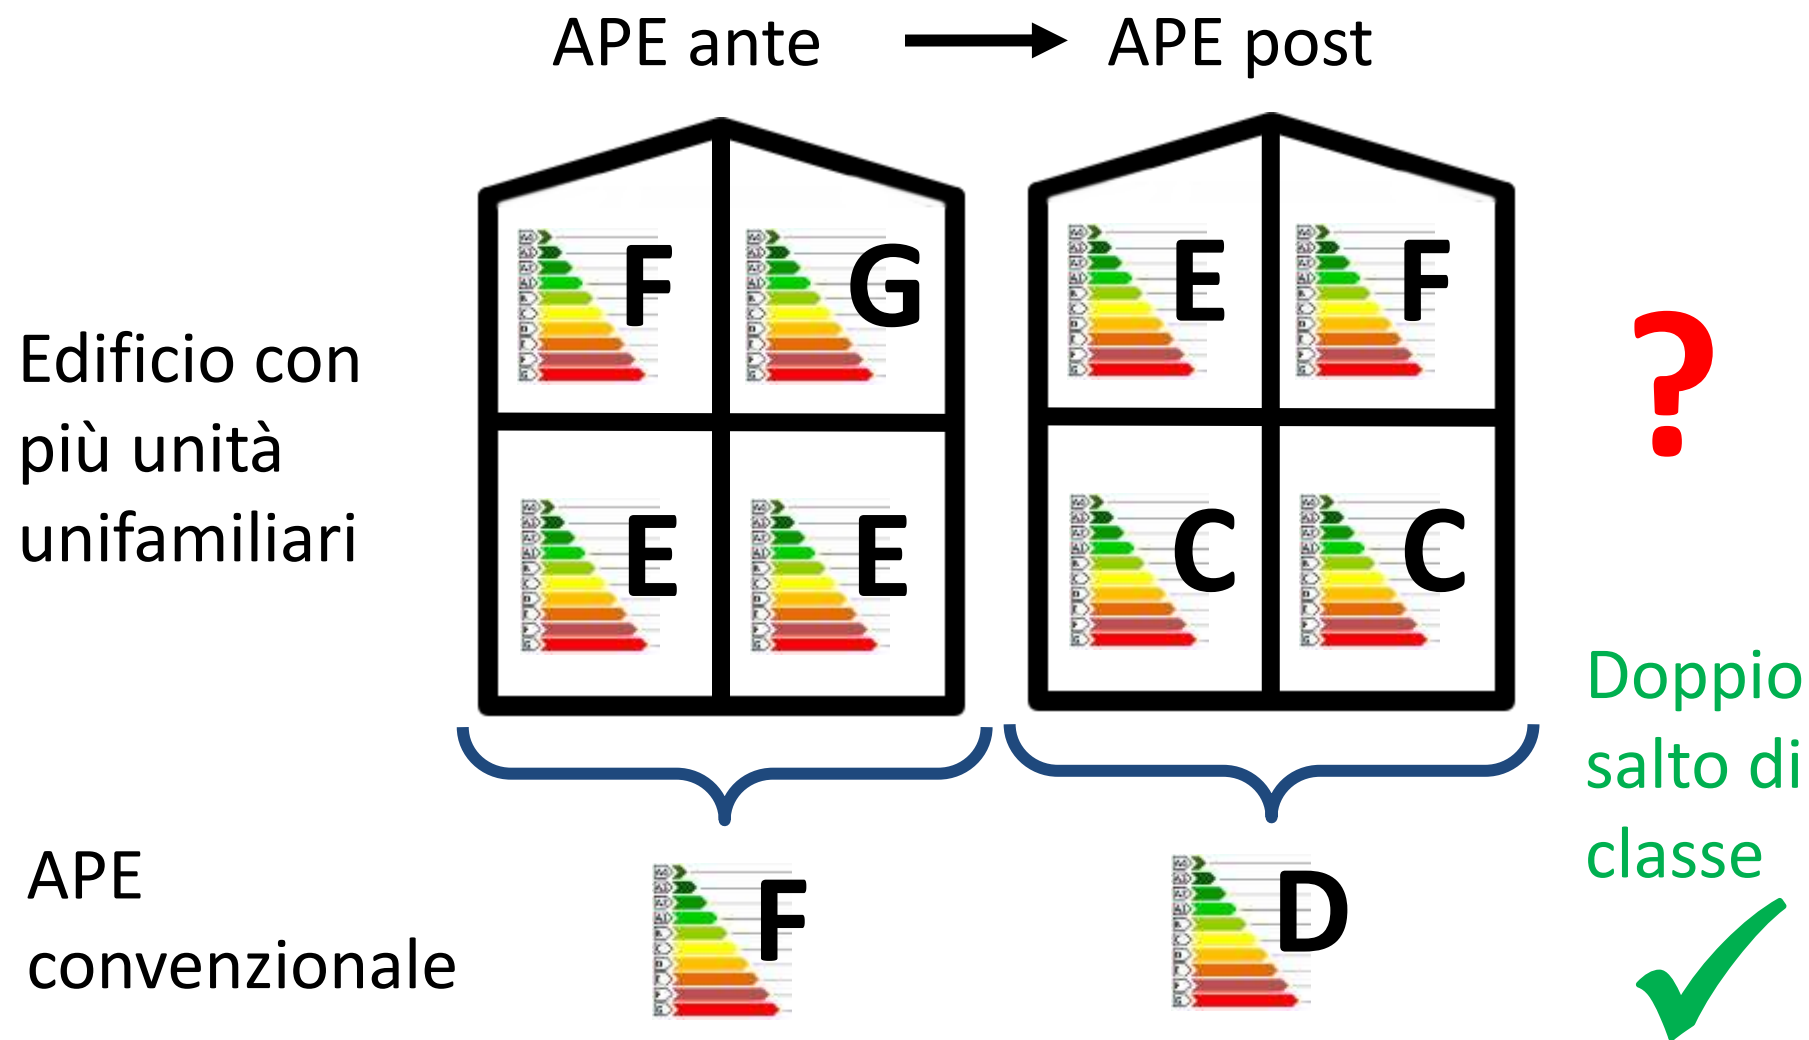 APE ante
APE post
F
G
E
F
Edificio con
più unità
unifamiliari
?
E
E
C
C
Doppio
salto di
classe
APE
convenzionale
F
D